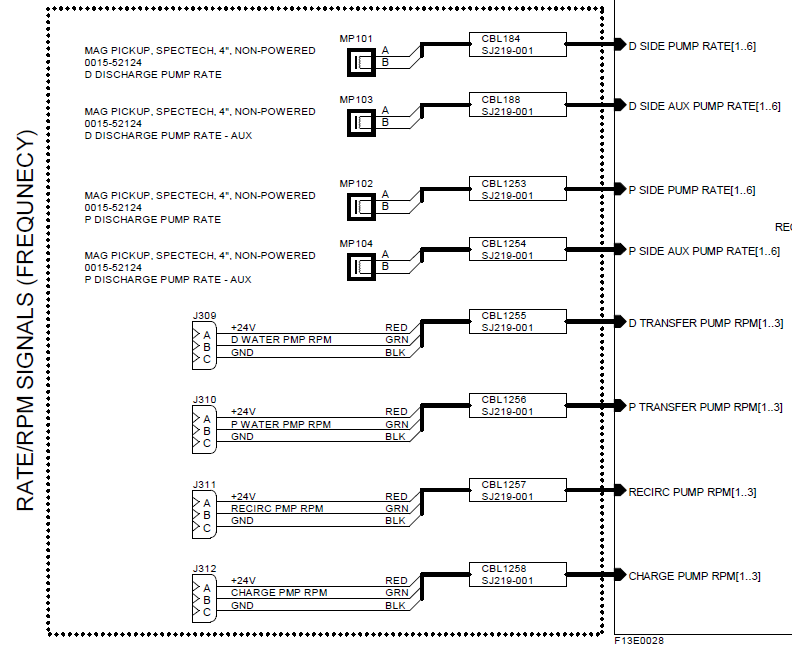 RATE/RPM SIGNALS (FREQUNECY)
MAG PICKUP, SPECTECH, 4", NON-POWERED
0015-52124
D DISCHARGE PUMP RATE
MP101
A
B
CBL184
SJ219-001
D SIDE PUMP RATE[1..6]
MAG PICKUP, SPECTECH, 4", NON-POWERED
0015-52124
D DISCHARGE PUMP RATE - AUX
MP103
A
B
CBL188
SJ219-001
D SIDE AUX PUMP RATE[1..6]
MAG PICKUP, SPECTECH, 4", NON-POWERED
0015-52124
P DISCHARGE PUMP RATE
MP102
A
B
CBL1253
SJ219-001
P SIDE PUMP RATE[1..6]
REC
MAG PICKUP, SPECTECH, 4", NON-POWERED
0015-52124
P DISCHARGE PUMP RATE - AUX
MP104
A
B
CBL1254
SJ219-001
P SIDE AUX PUMP RATE[1..6]
J309
A +24V RED
B D WATER PMP RPM GRN
C GND BLK
CBL1255
SJ219-001
D TRANSFER PUMP RPM[1..3]
J310
A +24V RED
B P WATER PMP RPM GRN
C GND BLK
CBL1256
SJ219-001
P TRANSFER PUMP RPM[1..3]
J311
A +24V RED
B RECIRC PMP RPM GRN
C GND BLK
CBL1257
SJ219-001
RECIRC PUMP RPM[1..3]
J312
A +24V RED
B CHARGE PMP RPM GRN
C GND BLK
CBL1258
SJ219-001
CHARGE PUMP RPM[1..3]
F13E0028